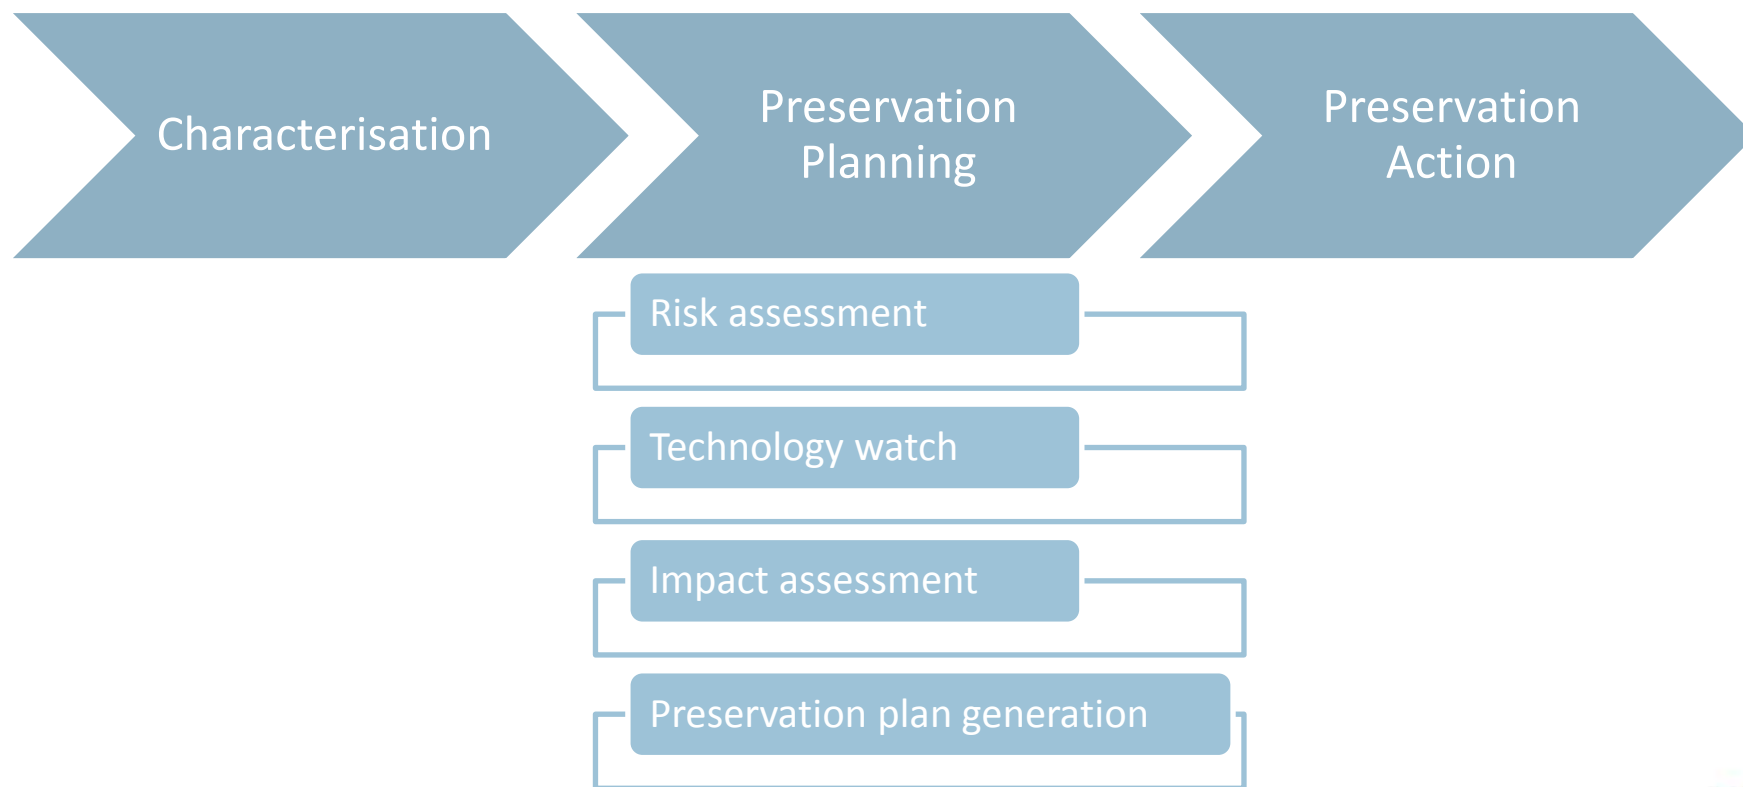 Characterisation
Preservation
Planning
Preservation
Action
Risk assessment
Technology watch
Impact assessment
Preservation plan generation